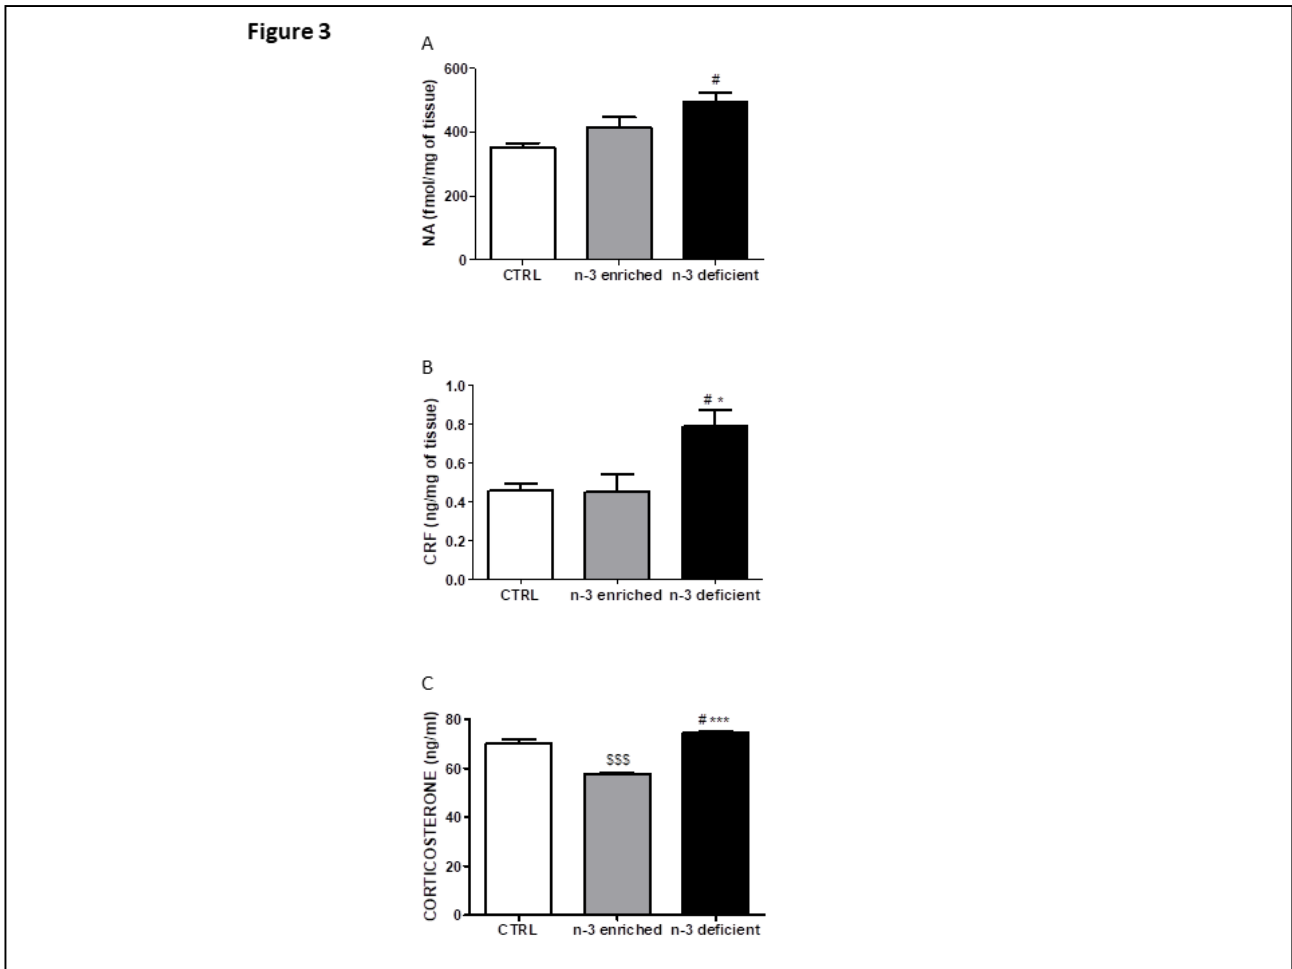 Figure 3
A
NA (fmol/mg of tissue)
600
400
200
0
#
CTRL n-3 enriched n-3 deficient
B
CRF (ng/mg of tissue)
1.0
0.8
0.6
0.4
0.2
0.0
# *
CTRL n-3 enriched n-3 deficient
C
CORTICOSTERONE (ng/ml)
80
60
40
20
0
$$$
# ***
CTRL n-3 enriched n-3 deficient